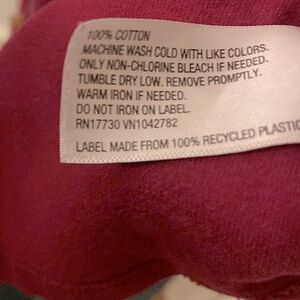 100% COTTON
MACHINE WASH COLD WITH LIKE COLORS.
ONLY NON-CHLORINE BLEACH IF NEEDED.
TUMBLE DRY LOW. REMOVE PROMPTLY.
WARM IRON IF NEEDED.
DO NOT IRON ON LABEL.
RN17730 VN1042782
LABEL MADE FROM 100% RECYCLED PLASTIC